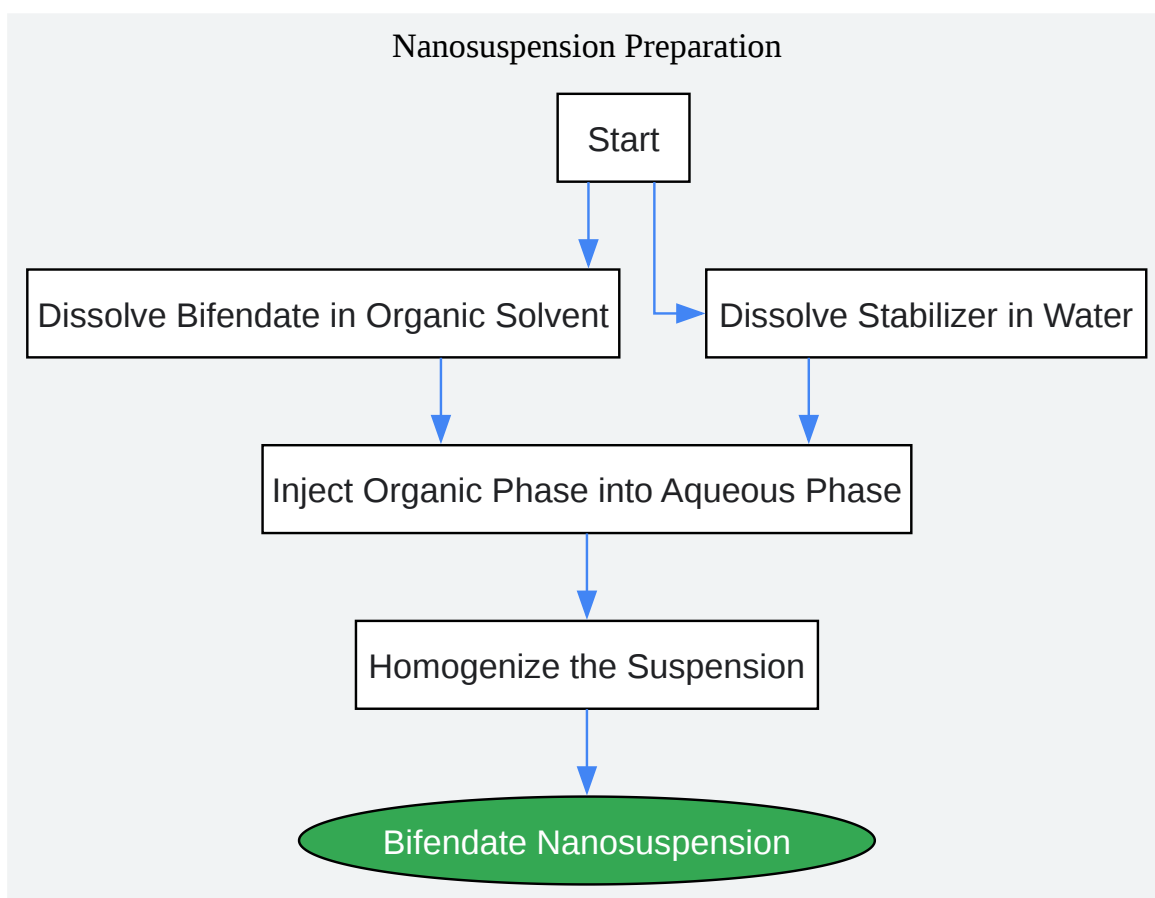 Nanosuspension Preparation
Start
Dissolve Bifendate in Organic Solvent
Dissolve Stabilizer in Water
Inject Organic Phase into Aqueous Phase
Homogenize the Suspension
Bifendate Nanosuspension